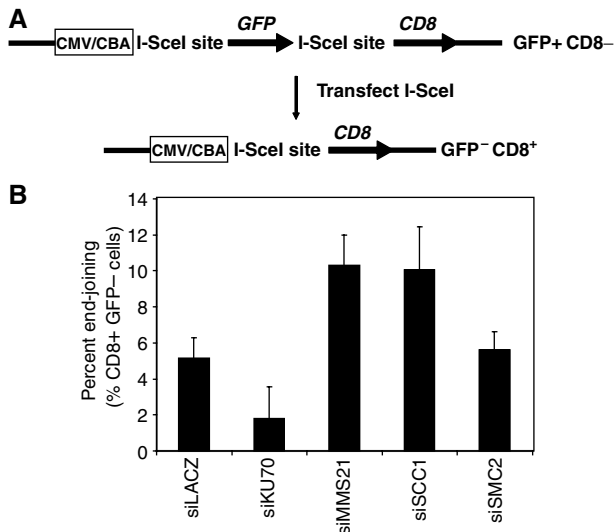 A
GFP
CD8
CMV/CBA I-SceI site I-SceI site GFP+ CD8–
Transfect I-SceI
CD8
CMV/CBA I-SceI site GFP– CD8+
B
Percent end-joining
(% CD8+ GFP– cells)
14
12
10
8
6
4
2
0
siLACZ
siKU70
siMMS21
siSCC1
siSMC2